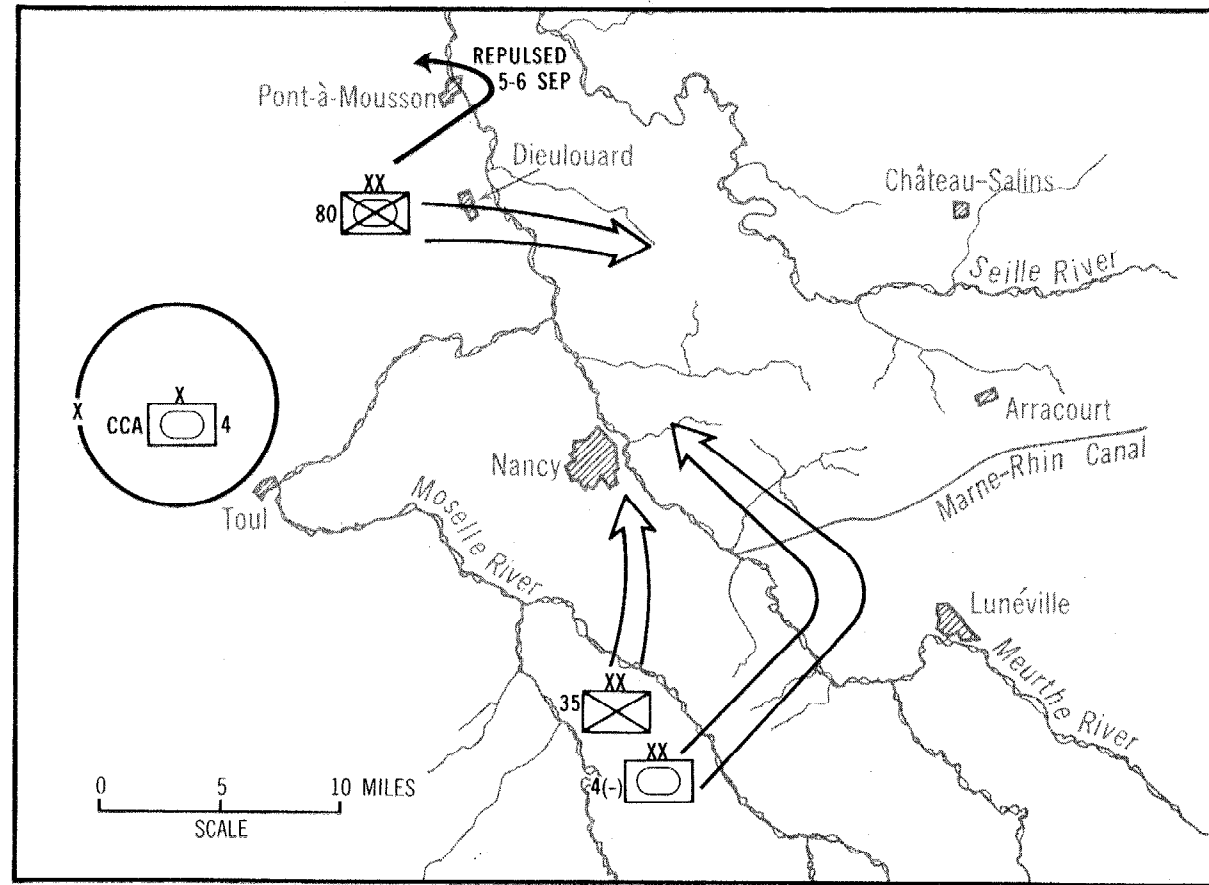 REPULSED
5-6 SEP
Pont-à-Mousson
Dieulouard
XX
80
Château-Salins
Seille River
X
X
CCA
4
Toul
Nancy
Arracourt
Marne-Rhin Canal
Moselle River
Lunéville
Meurthe River
XX
35
XX
4(-)
0 5 10 MILES
SCALE